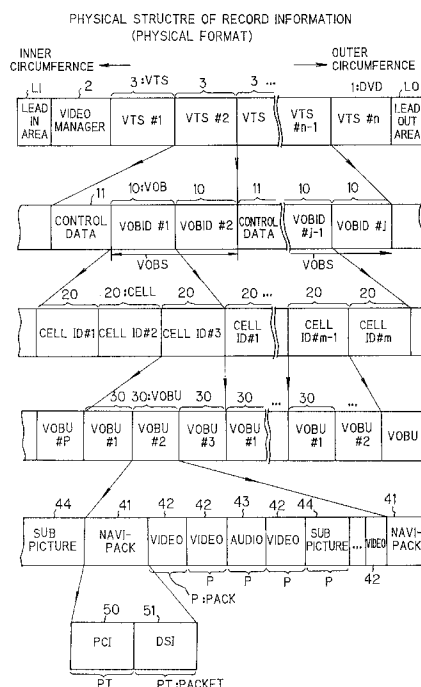 PHYSICAL STRUCTRE OF RECORD INFORMATION
(PHYSICAL FORMAT)
INNER CIRCUMFERNCE
OUTER CIRCUMFERNCE
LI 2 3:VTS 3 3 ... 1:DVD LO
LEAD IN AREA VIDEO MANAGER VTS #1 VTS #2 VTS VTS #n-1 VTS #n LEAD OUT AREA
11 10:VOB 10 11 10 10
CONTROL DATA VOBID #1 VOBID #2 CONTROL DATA VOBID #j-1 VOBID #j
VOBS VOBS
20 20:CELL 20 20 ... 20 20
CELL ID#1 CELL ID#2 CELL ID#3 CELL ID#1 CELL ID#m-1 CELL ID#m
30 30:VOBU 30 30 ... 30 ...
VOBU #P VOBU #1 VOBU #2 VOBU #3 VOBU #1 VOBU #1 VOBU #2 VOBU
44 41 42 42 43 42 44 41
SUB PICTURE NAVI-PACK VIDEO VIDEO AUDIO VIDEO SUB PICTURE ... VIDEO NAVI-PACK
P P P P 42
P:PACK
50 51
PCI DSI
PT PT:PACKET